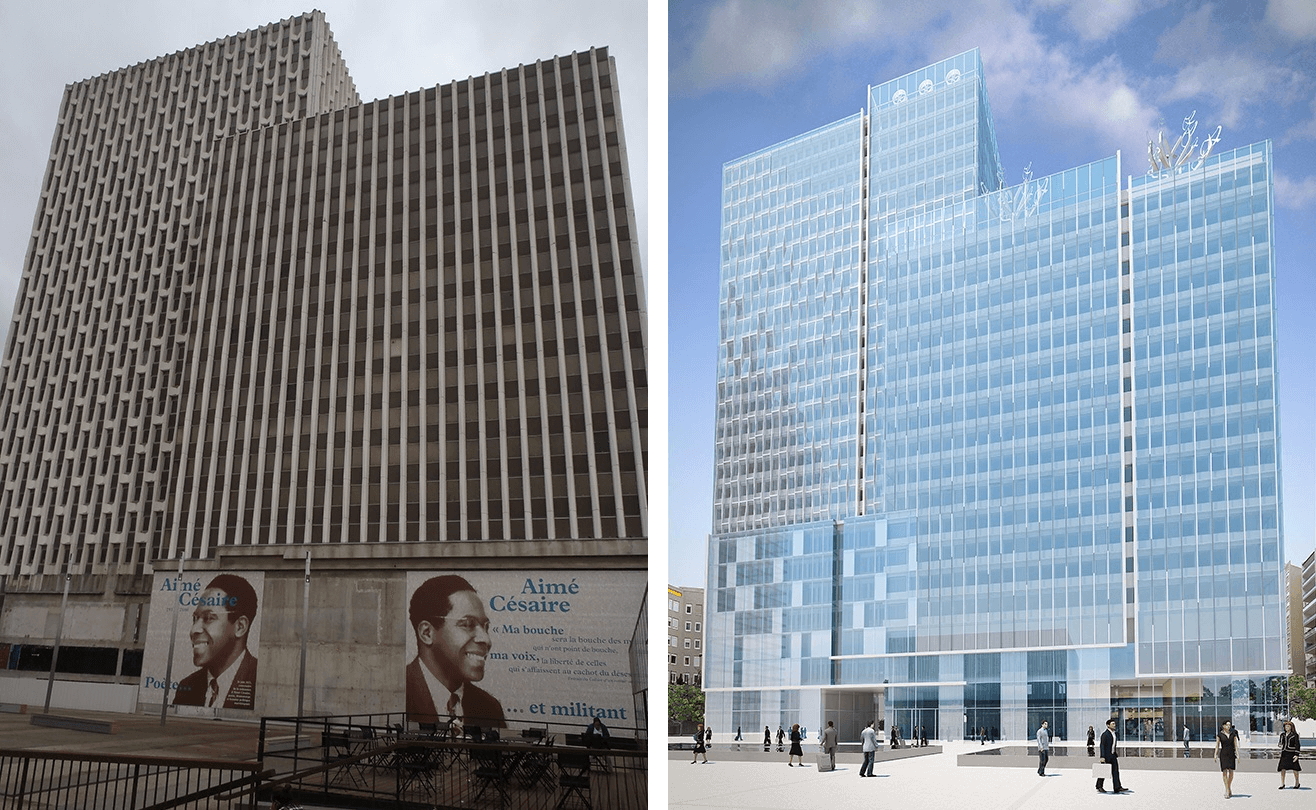 Aimé
Césaire
Poète...
Aimé
Césaire
« Ma bouche
sera la bouche des
qui n'ont point de bouche,
ma voix, la liberté de celles
qui s'affaissent au cachot du
... et militant